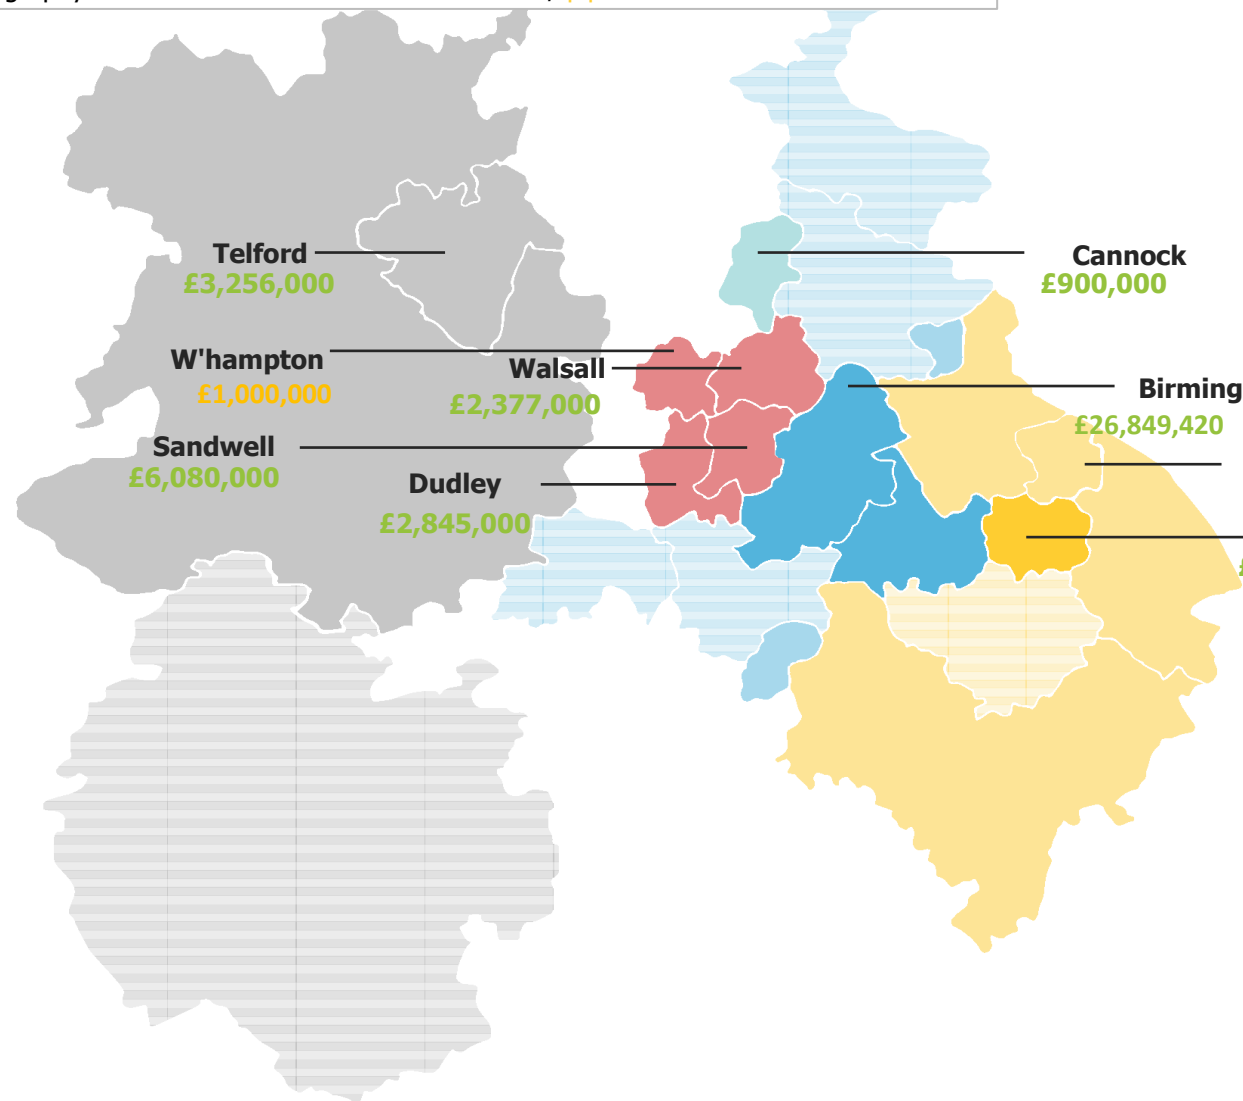 Telford
£3,256,000
Cannock
£900,000
W'hampton
£1,000,000
Walsall
£2,377,000
Birming
£26,849,420
Sandwell
£6,080,000
Dudley
£2,845,000